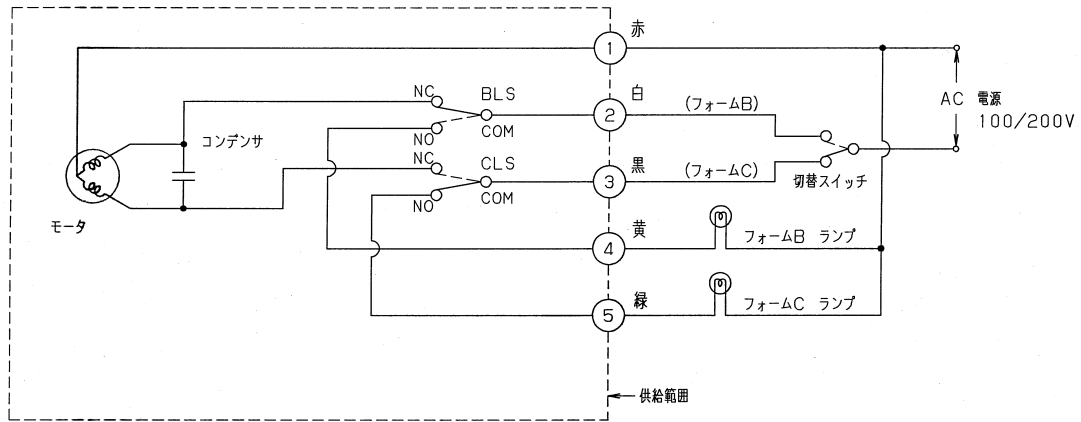 赤
1
NC
BLS
白
(フォームB)
AC 電源
100/200V
2
コンデンサ
NO
COM
NC
CLS
黒
(フォームC)
切替スイッチ
3
NO
COM
モータ
黄
4
フォームB ランプ
緑
5
フォームC ランプ
供給範囲